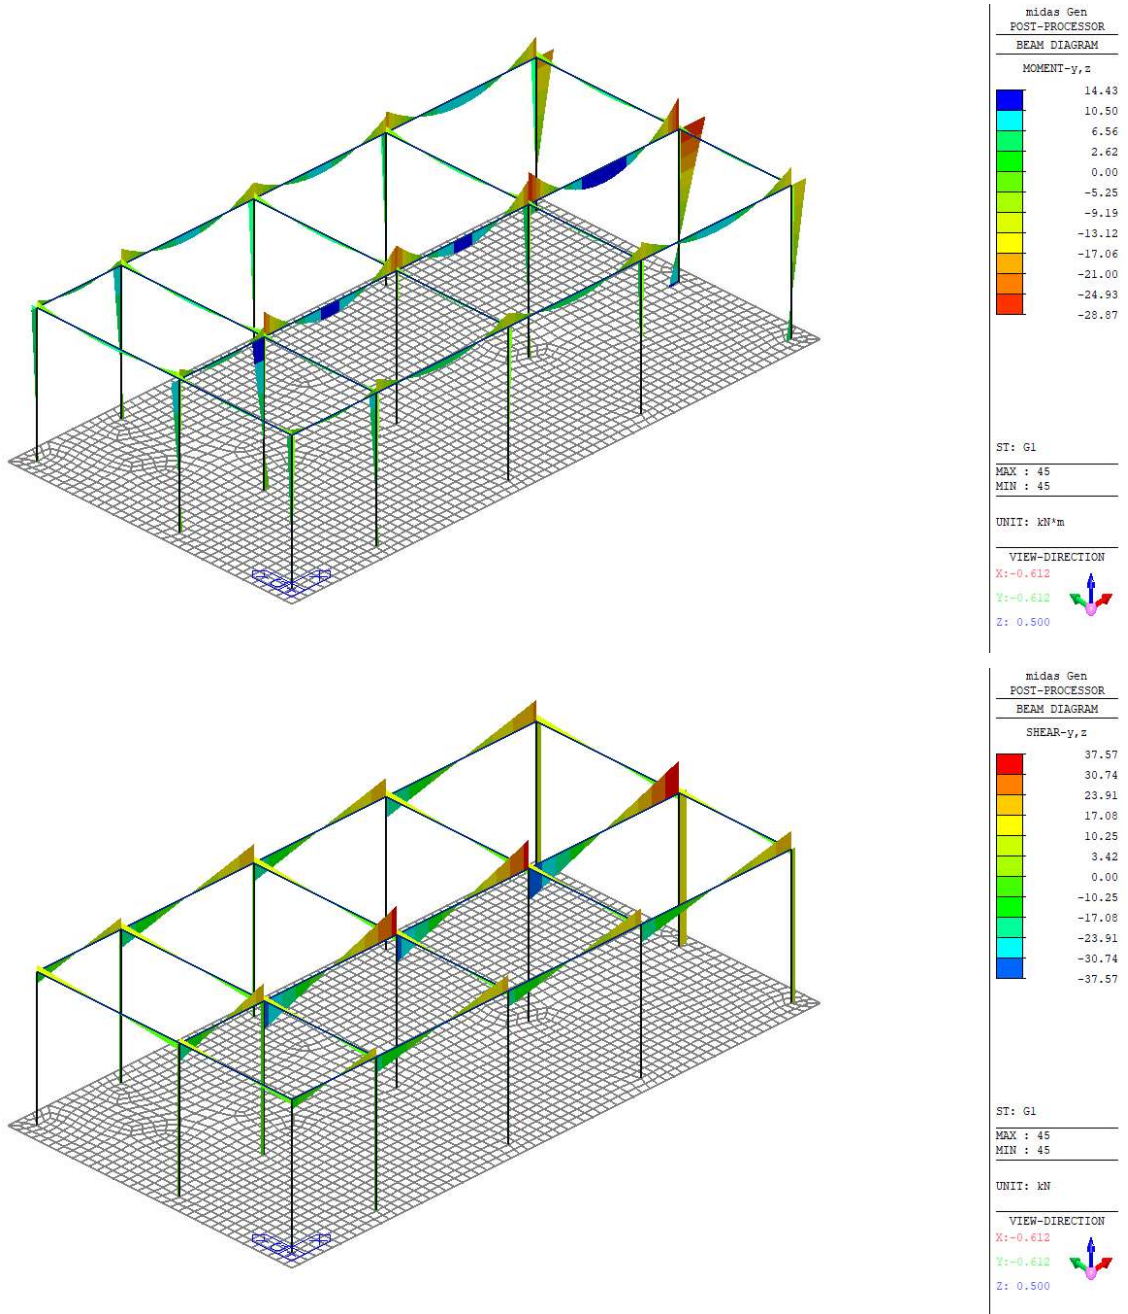 midas Gen
POST-PROCESSOR
BEAM DIAGRAM
MOMENT-y,z
14.43
10.50
6.56
2.62
0.00
-5.25
-9.19
-13.12
-17.06
-21.00
-24.93
-28.87
ST: G1
MAX : 45
MIN : 45
UNIT: kN*m
VIEW-DIRECTION
X:-0.612
Y:-0.612
Z: 0.500
midas Gen
POST-PROCESSOR
BEAM DIAGRAM
SHEAR-y,z
37.57
30.74
23.91
17.08
10.25
3.42
0.00
-10.25
-17.08
-23.91
-30.74
-37.57
ST: G1
MAX : 45
MIN : 45
UNIT: kN
VIEW-DIRECTION
X:-0.612
Y:-0.612
Z: 0.500